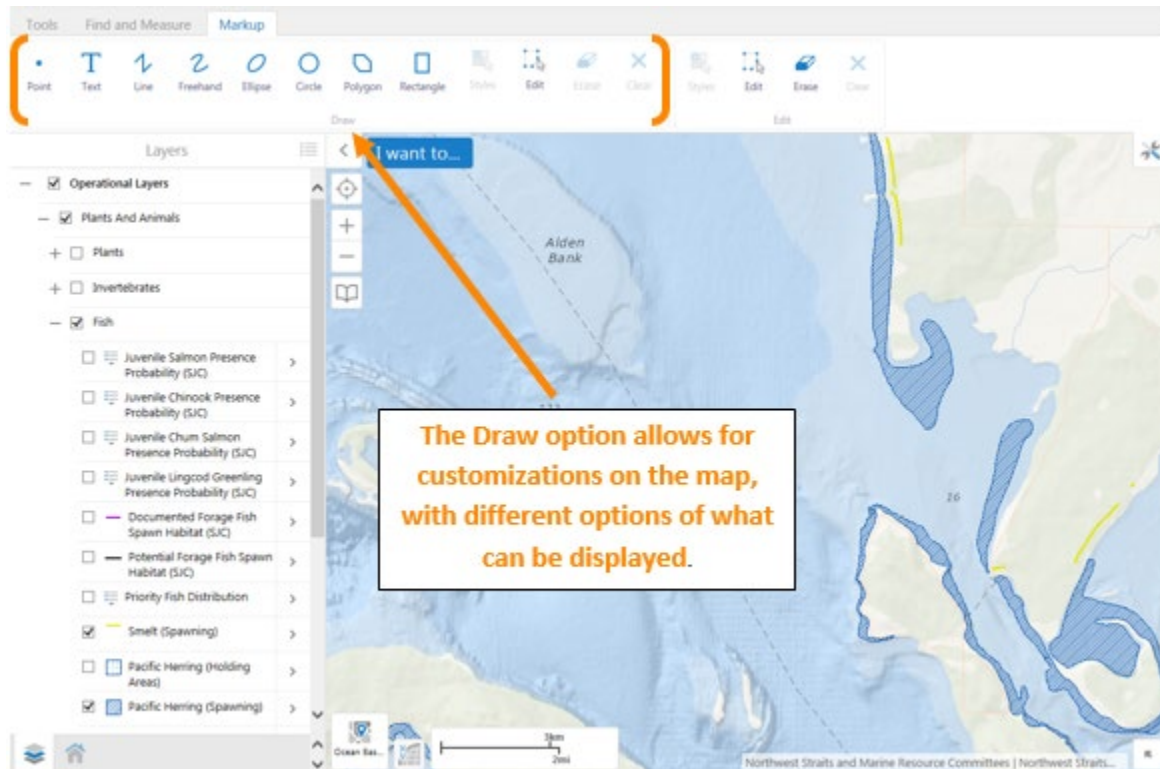 Tools Find and Measure Markup
Point Text Line Freehand Ellipse Circle Polygon Rectangle Styles Edit Erase Clear Styles Edit Erase Clear
Draw Edit
Layers
I want to...
Operational Layers
Plants And Animals
Plants
Invertebrates
Fish
Juvenile Salmon Presence
Probability (SJC)
Juvenile Chinook Presence
Probability (SJC)
Juvenile Chum Salmon
Presence Probability (SJC)
Juvenile Lingcod Greenling
Presence Probability (SJC)
Documented Forage Fish
Spawn Habitat (SJC)
Potential Forage Fish Spawn
Habitat (SJC)
Priority Fish Distribution
Smelt (Spawning)
Pacific Herring (Holding
Areas)
Pacific Herring (Spawning)
Alden
Bank
The Draw option allows for
customizations on the map,
with different options of what
can be displayed.
16
Ocean Bas...
3km
2mi
Northwest Straits and Marine Resource Committees | Northwest Straits...